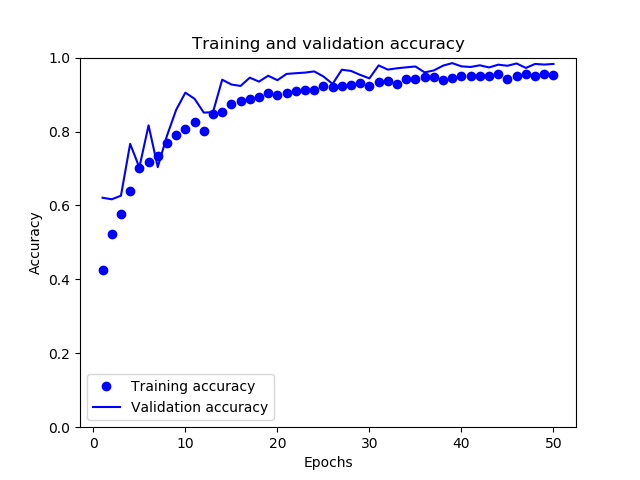 Training and validation accuracy
1.0
0.8
0.6
0.4
0.2
0.0
Accuracy
Training accuracy
Validation accuracy
0 10 20 30 40 50
Epochs